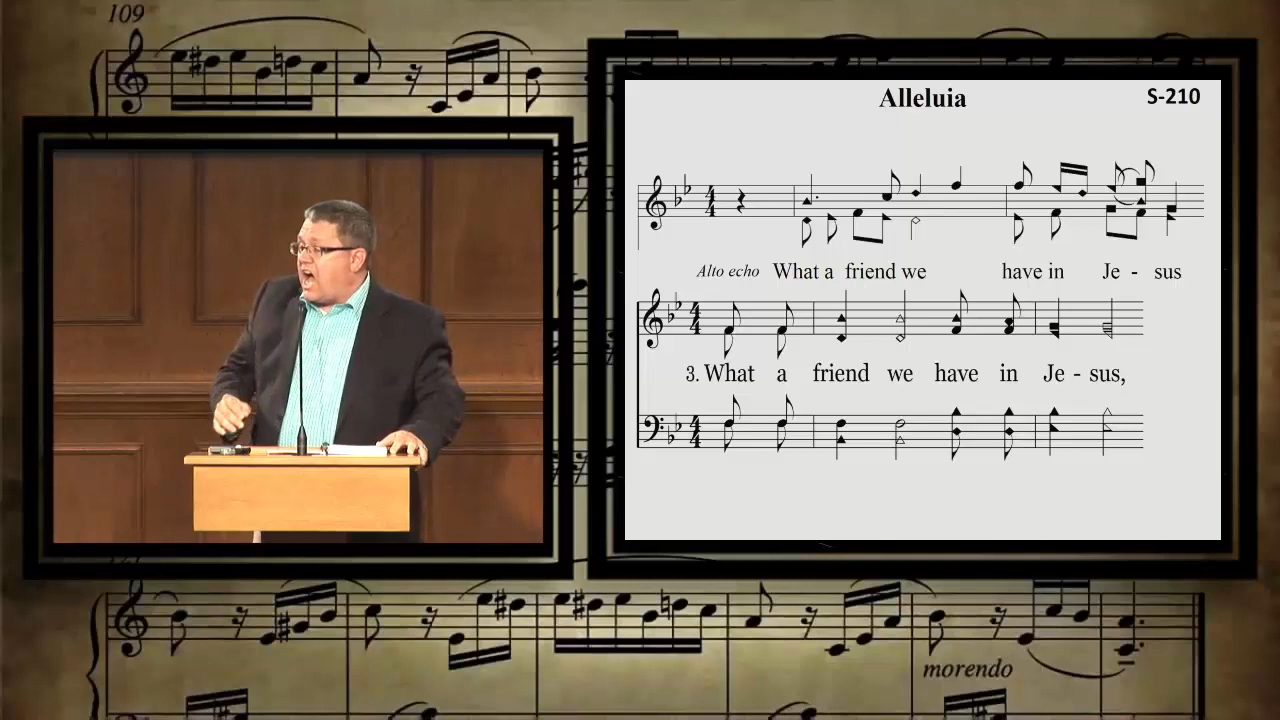 109
Alleluia
S-210
Alto echo What a friend we have in Je - sus
3. What a friend we have in Je - sus,
morendo